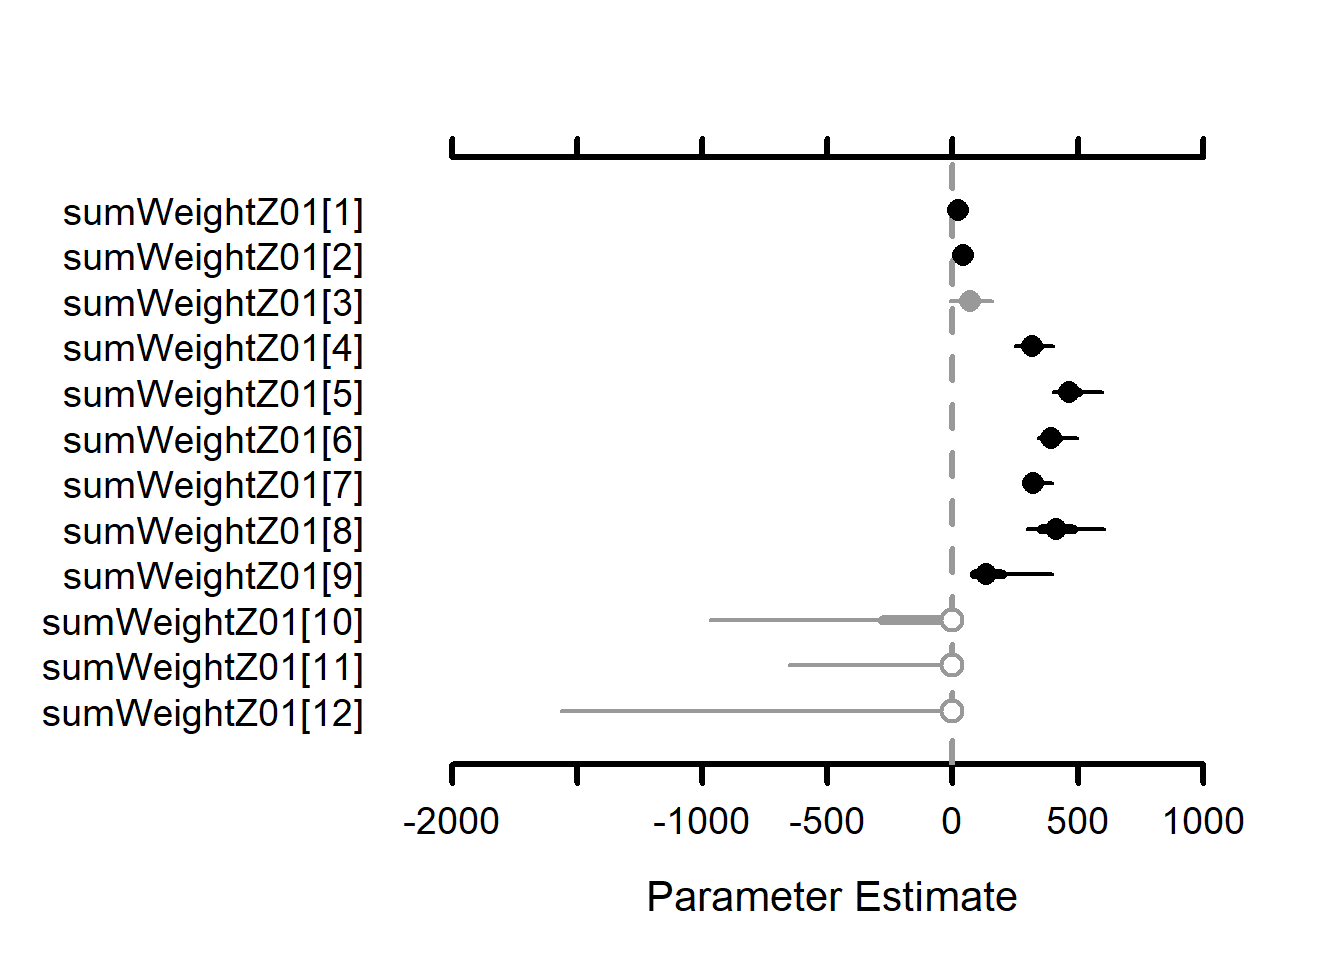 sumWeightZ01[1]
sumWeightZ01[2]
sumWeightZ01[3]
sumWeightZ01[4]
sumWeightZ01[5]
sumWeightZ01[6]
sumWeightZ01[7]
sumWeightZ01[8]
sumWeightZ01[9]
sumWeightZ01[10]
sumWeightZ01[11]
sumWeightZ01[12]
-2000 -1000 -500 0 500 1000
Parameter Estimate